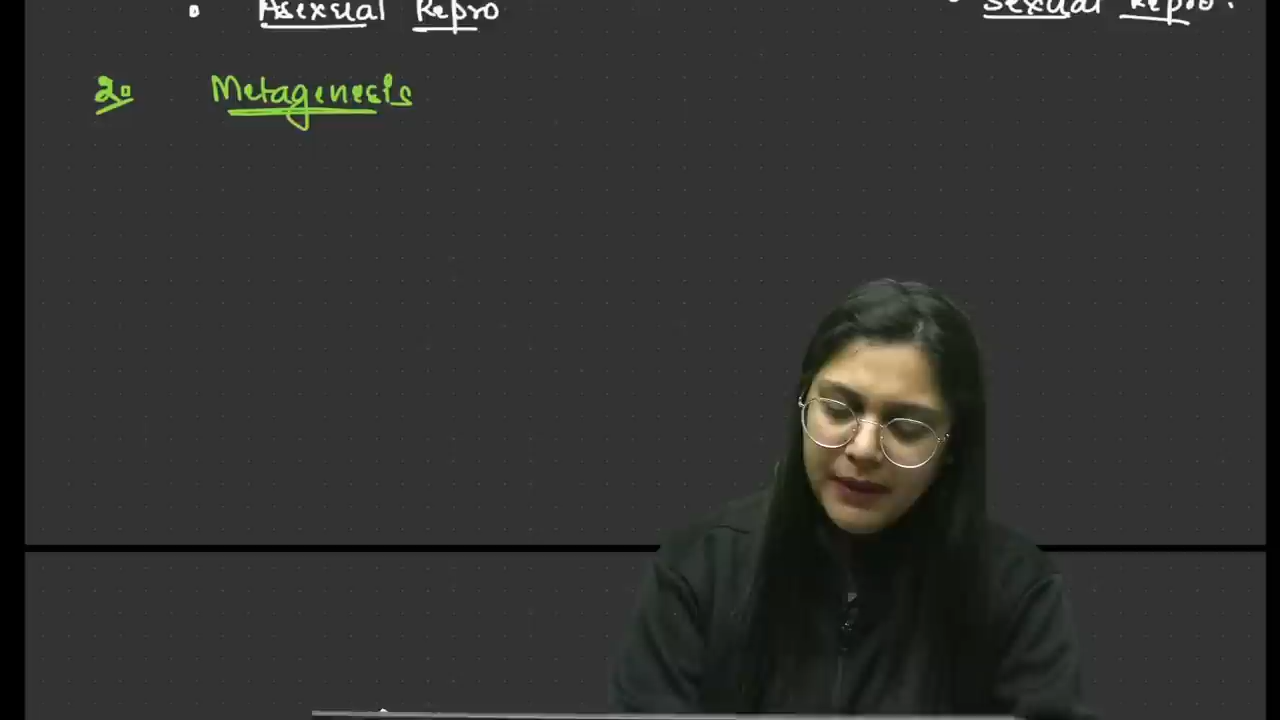 • Asexual Repro
• Sexual Repro.
2. Metagenesis